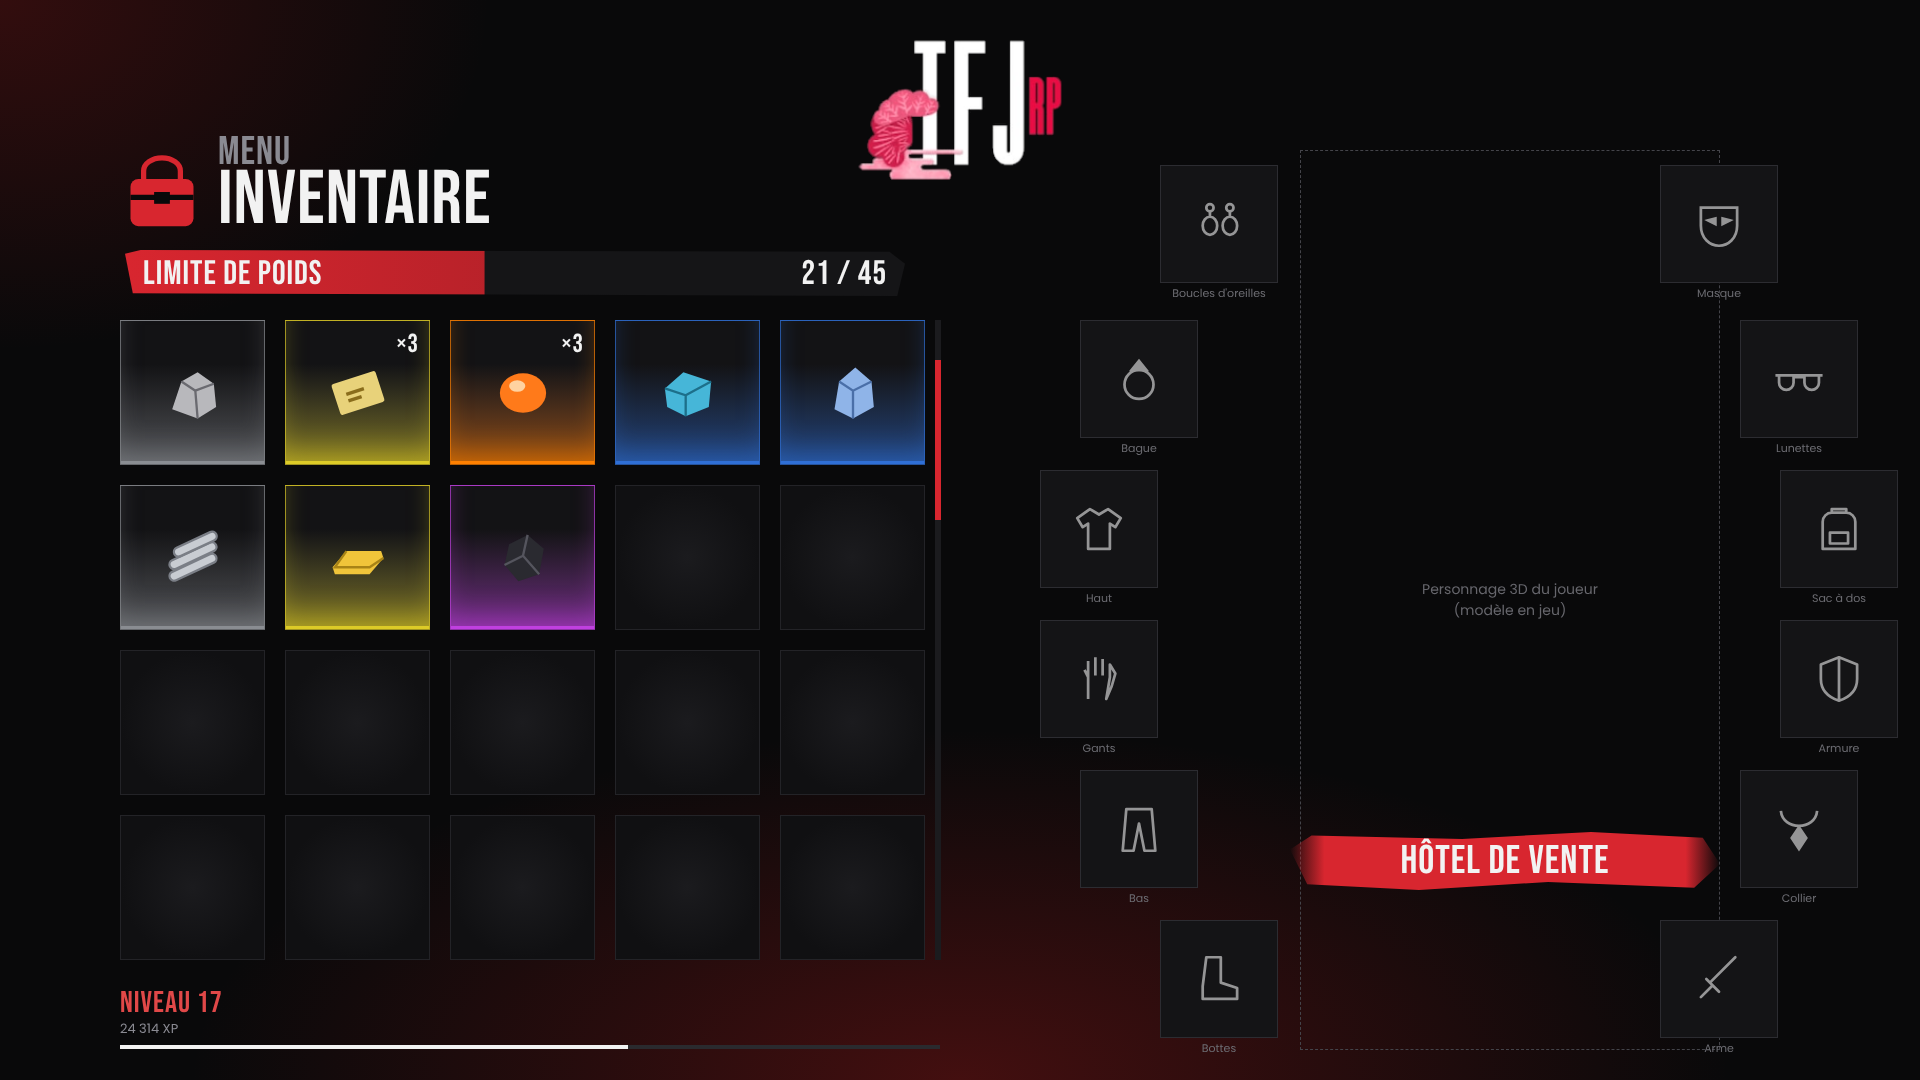 TFJ RP
MENU
INVENTAIRE
LIMITE DE POIDS
21 / 45
×3
×3
NIVEAU 17
24 314 XP
Boucles d'oreilles
Masque
Bague
Lunettes
Haut
Sac à dos
Personnage 3D du joueur
(modèle en jeu)
Gants
Armure
HÔTEL DE VENTE
Bas
Collier
Bottes
Arme